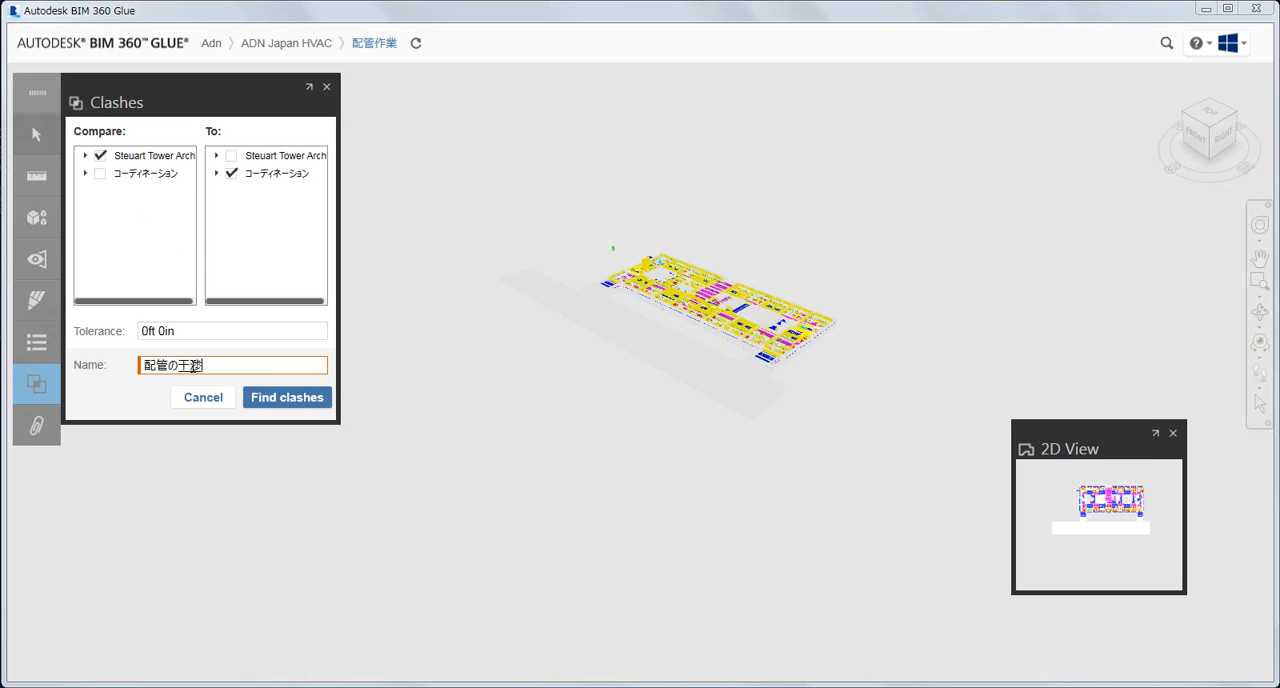 Autodesk BIM 360 Glue
AUTODESK® BIM 360™ GLUE® Adn 〉 ADN Japan HVAC 〉 配管作業
Clashes
Compare: To:
Steuart Tower Arch Steuart Tower Arch
コーディネーション コーディネーション
Tolerance: 0ft 0in
Name: 配管の干渉
Cancel Find clashes
TOP
FRONT RIGHT
2D View